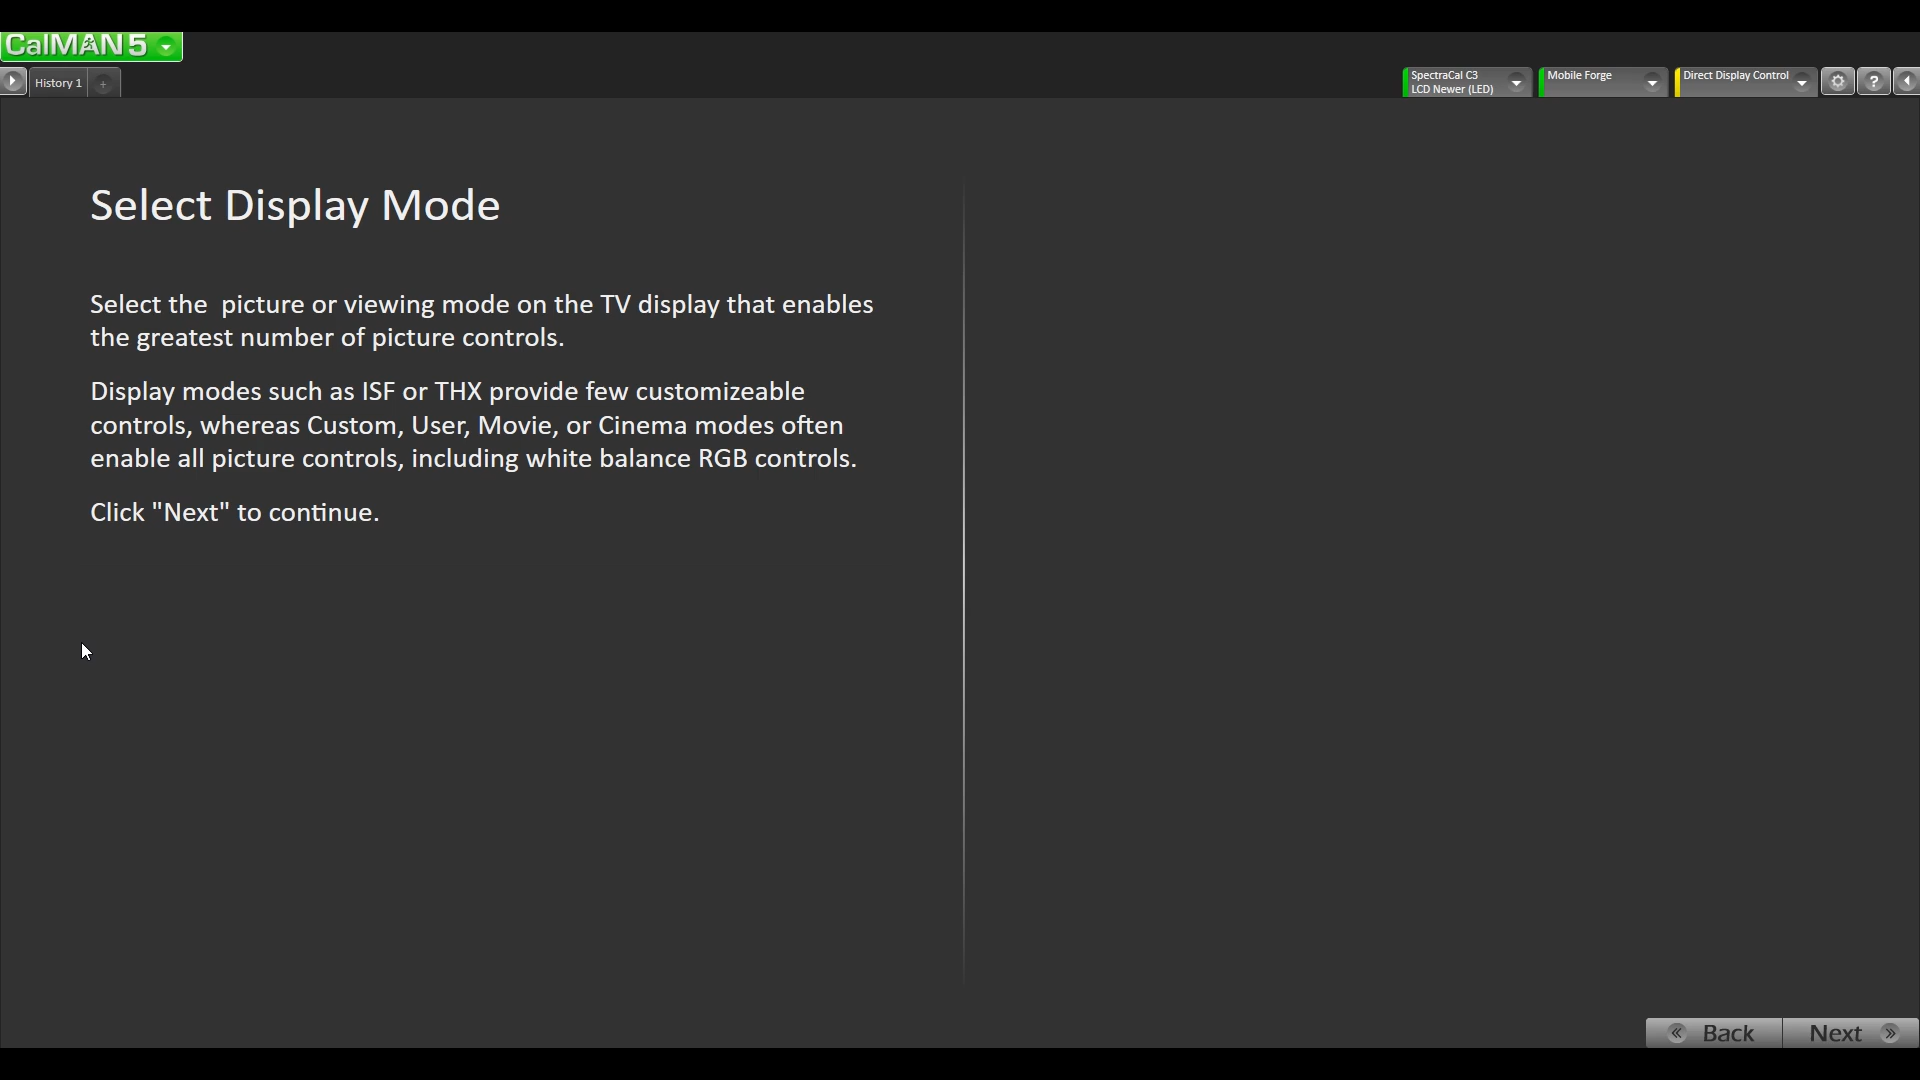 CalMAN 5
History 1 +
SpectraCal C3
LCD Newer (LED)
Mobile Forge
Direct Display Control
?
Select Display Mode
Select the  picture or viewing mode on the TV display that enables
the greatest number of picture controls.
Display modes such as ISF or THX provide few customizeable
controls, whereas Custom, User, Movie, or Cinema modes often
enable all picture controls, including white balance RGB controls.
Click "Next" to continue.
« Back
Next »